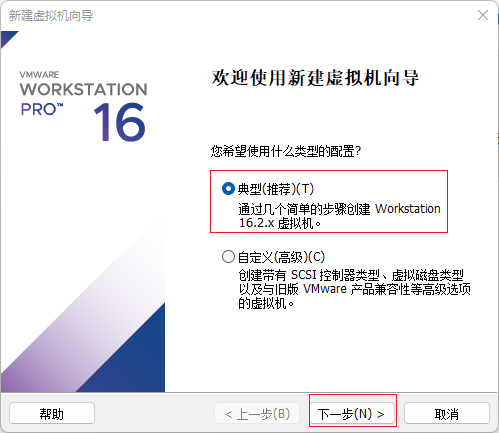 新建虚拟机向导
VMWARE
WORKSTATION
PRO™ 16
欢迎使用新建虚拟机向导
您希望使用什么类型的配置?
典型(推荐)(T)
通过几个简单的步骤创建 Workstation
16.2.x 虚拟机。
自定义(高级)(C)
创建带有 SCSI 控制器类型、虚拟磁盘类型
以及与旧版 VMware 产品兼容性等高级选项
的虚拟机。
帮助
< 上一步(B)
下一步(N) >
取消